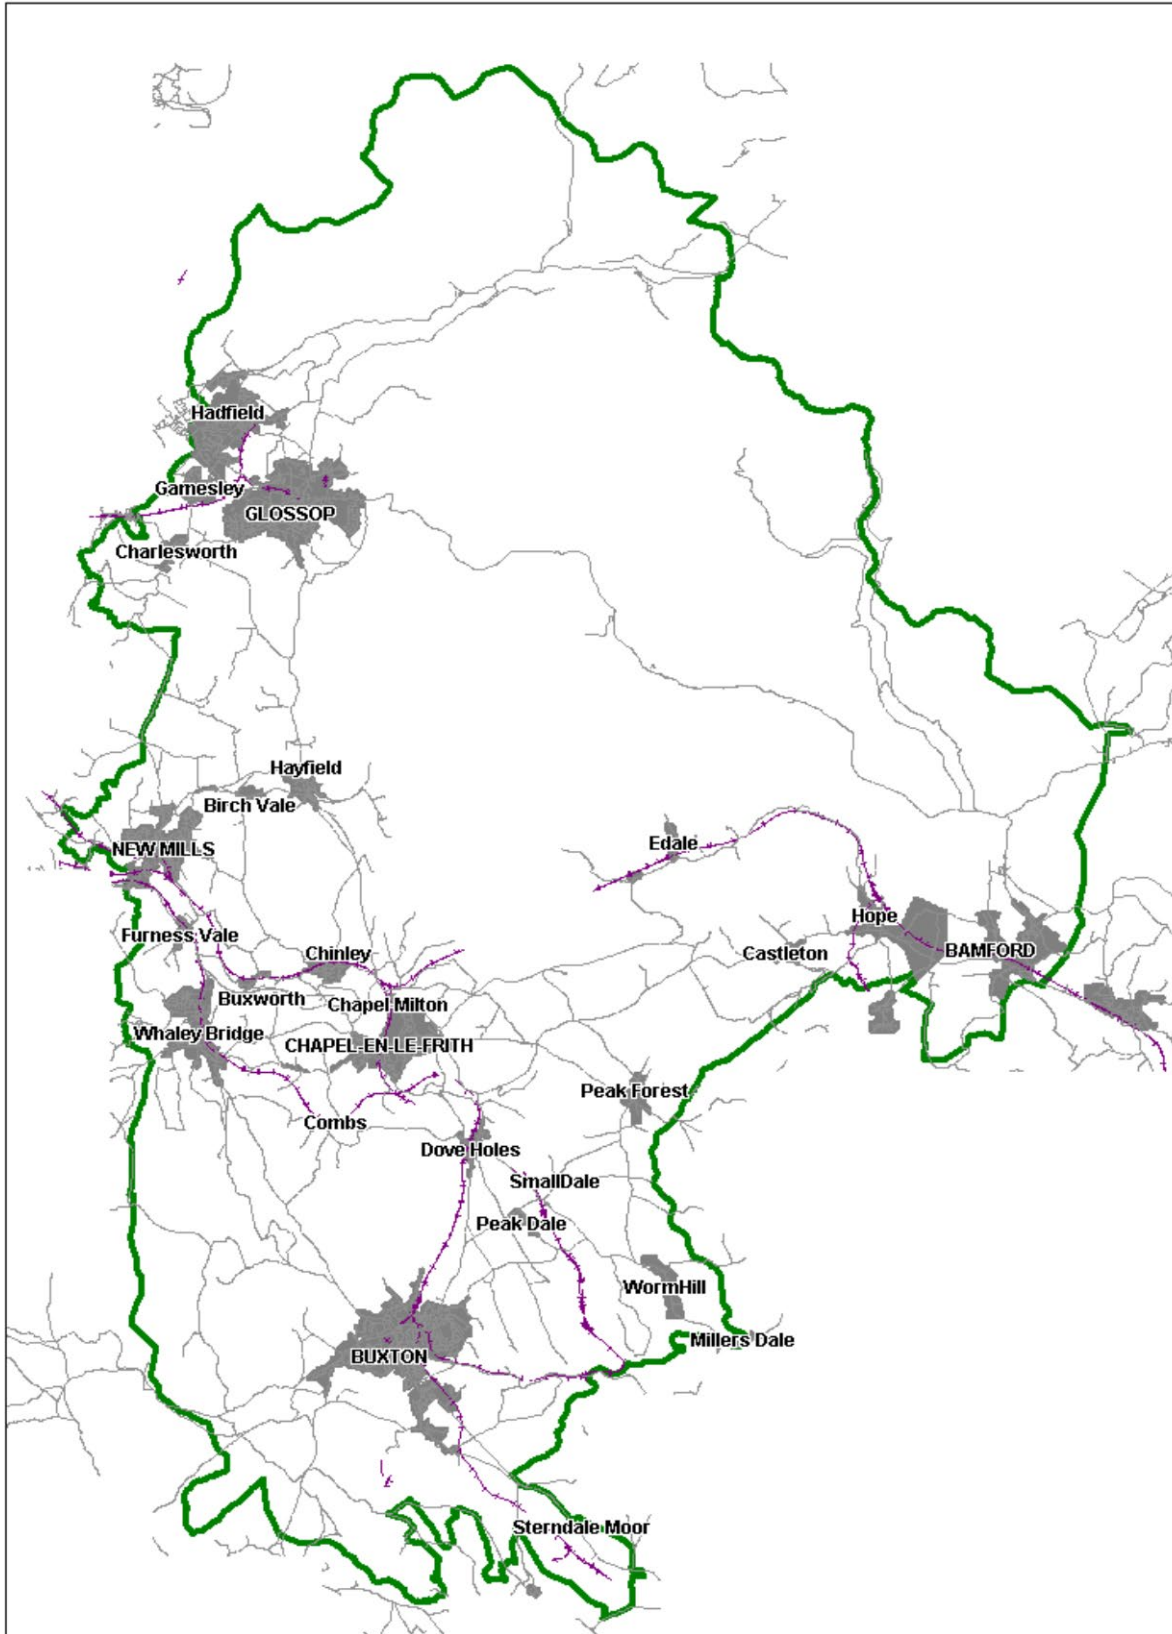 Hadfield
Gamesley
GLOSSOP
Charlesworth
Hayfield
Birch Vale
NEW MILLS
Edale
Furness Vale
Hope
Chinley
Castleton
BAMFORD
Buxworth
Chapel Milton
Whaley Bridge
CHAPEL-EN-LE-FRITH
Peak Forest
Combs
Dove Holes
SmallDale
Peak Dale
WormHill
Millers Dale
BUXTON
Sterndale Moor